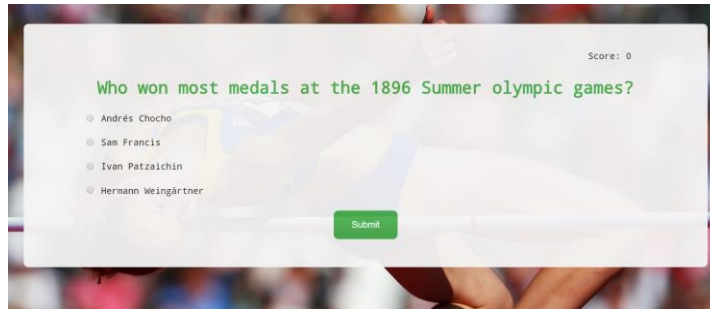 Score: 0
Who won most medals at the 1896 Summer olympic games?
Andrés Chocho
Sam Francis
Ivan Patzaichin
Hermann Weingärtner
Submit